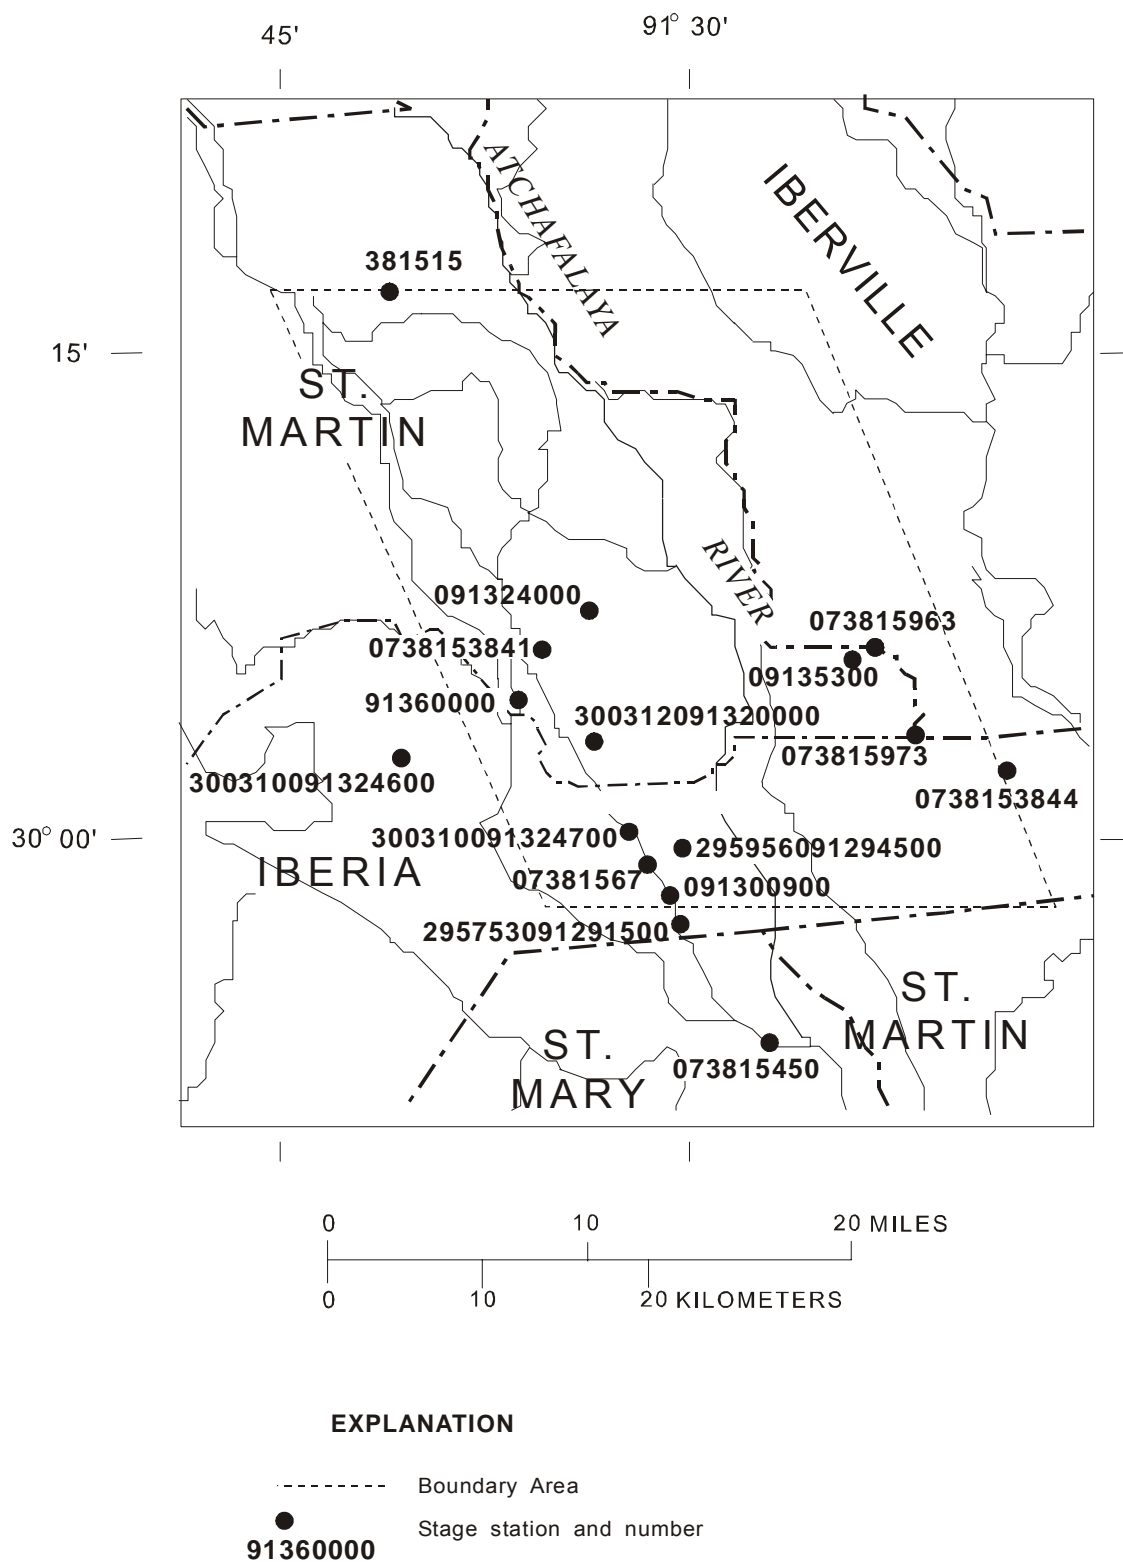 45'
91° 30'
ATCHAFALAYA
IBERVILLE
381515
15'
ST.
MARTIN
RIVER
091324000
073815963
0738153841
09135300
91360000
300312091320000
073815973
300310091324600
0738153844
30° 00'
300310091324700
295956091294500
IBERIA
07381567
091300900
295753091291500
ST.
MARTIN
ST.
MARY
073815450
0 10 20 MILES
0 10 20 KILOMETERS
EXPLANATION
Boundary Area
Stage station and number
91360000